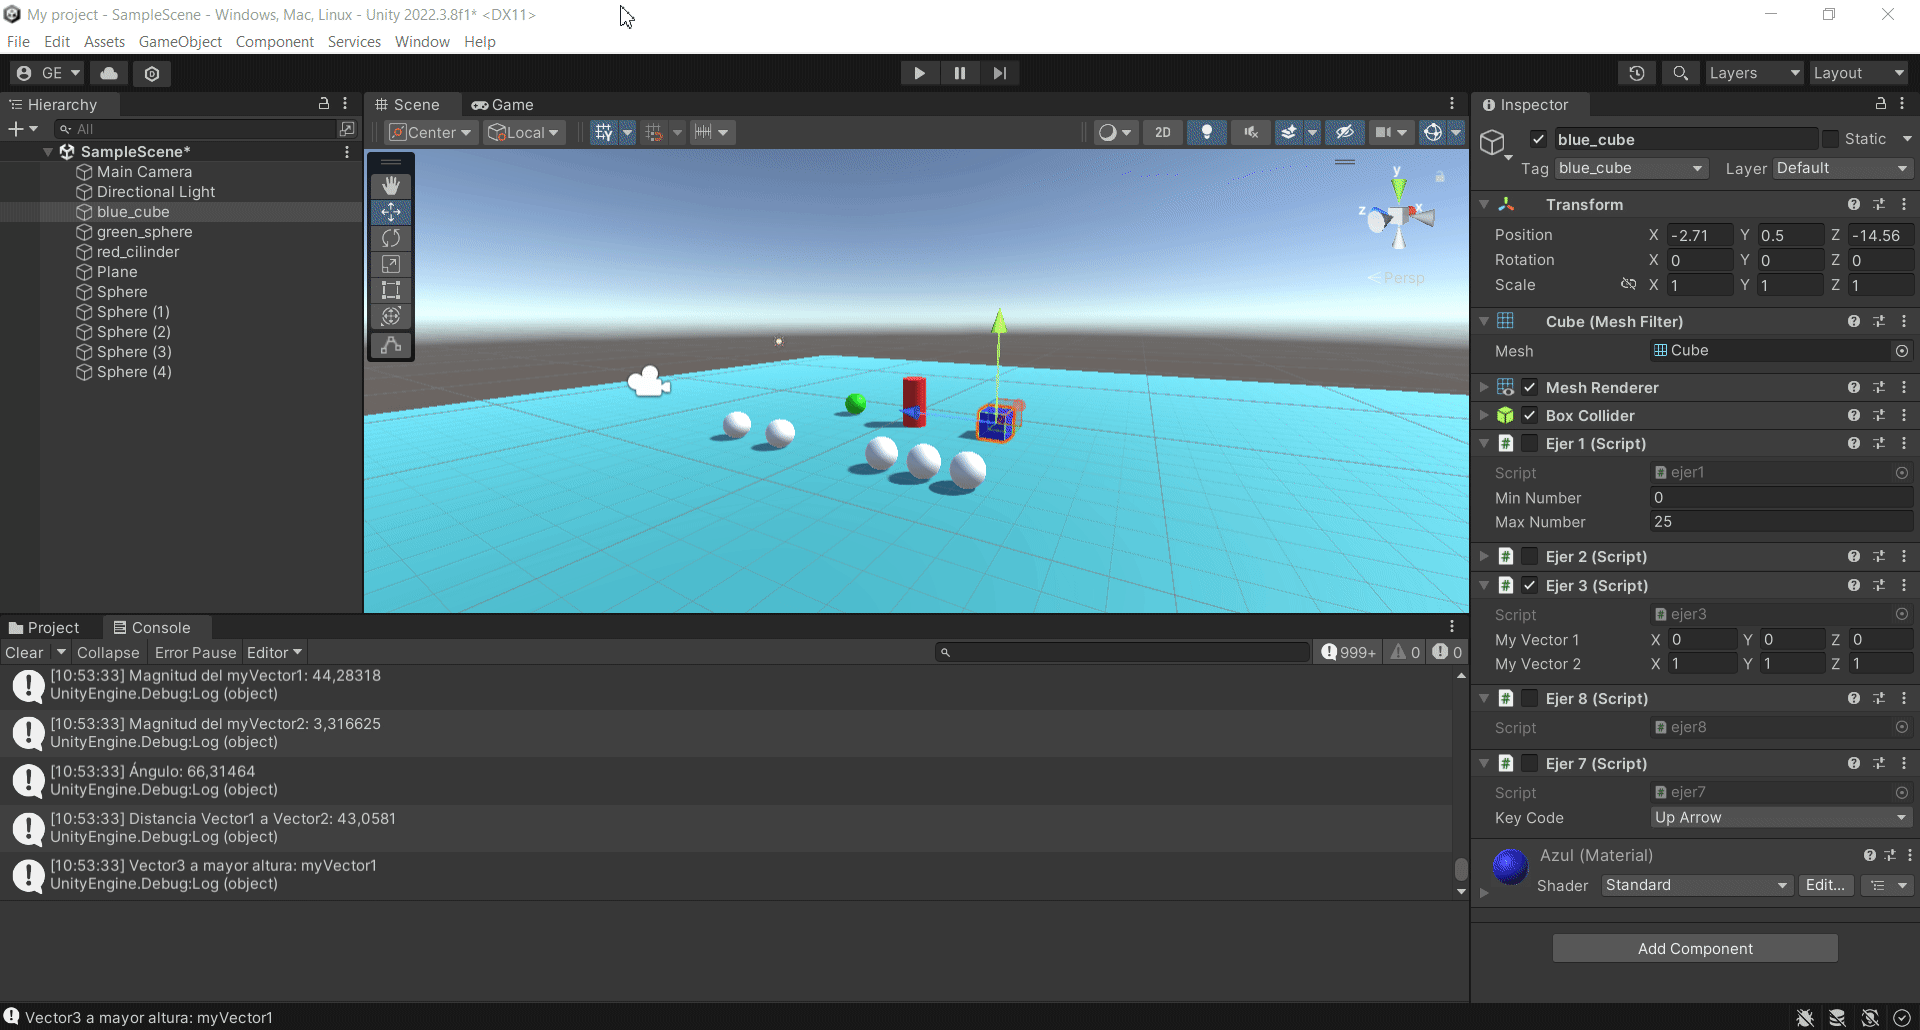 My project - SampleScene - Windows, Mac, Linux - Unity 2022.3.8f1* <DX11>
File Edit Assets GameObject Component Services Window Help
GE
Layers
Layout
Hierarchy
All
SampleScene*
Main Camera
Directional Light
blue_cube
green_sphere
red_cilinder
Plane
Sphere
Sphere (1)
Sphere (2)
Sphere (3)
Sphere (4)
Scene
Game
Center
Local
2D
y
x
z
Persp
Project
Console
Clear
Collapse
Error Pause
Editor
999+
0
0
[10:53:33] Magnitud del myVector1: 44,28318
UnityEngine.Debug:Log (object)
[10:53:33] Magnitud del myVector2: 3,316625
UnityEngine.Debug:Log (object)
[10:53:33] Ángulo: 66,31464
UnityEngine.Debug:Log (object)
[10:53:33] Distancia Vector1 a Vector2: 43,0581
UnityEngine.Debug:Log (object)
[10:53:33] Vector3 a mayor altura: myVector1
UnityEngine.Debug:Log (object)
Vector3 a mayor altura: myVector1
Inspector
blue_cube
Static
Tag blue_cube Layer Default
Transform
Position X -2.71 Y 0.5 Z -14.56
Rotation X 0 Y 0 Z 0
Scale X 1 Y 1 Z 1
Cube (Mesh Filter)
Mesh Cube
Mesh Renderer
Box Collider
# Ejer 1 (Script)
Script # ejer1
Min Number 0
Max Number 25
# Ejer 2 (Script)
# Ejer 3 (Script)
Script # ejer3
My Vector 1 X 0 Y 0 Z 0
My Vector 2 X 1 Y 1 Z 1
# Ejer 8 (Script)
Script # ejer8
# Ejer 7 (Script)
Script # ejer7
Key Code Up Arrow
Azul (Material)
Shader Standard Edit...
Add Component